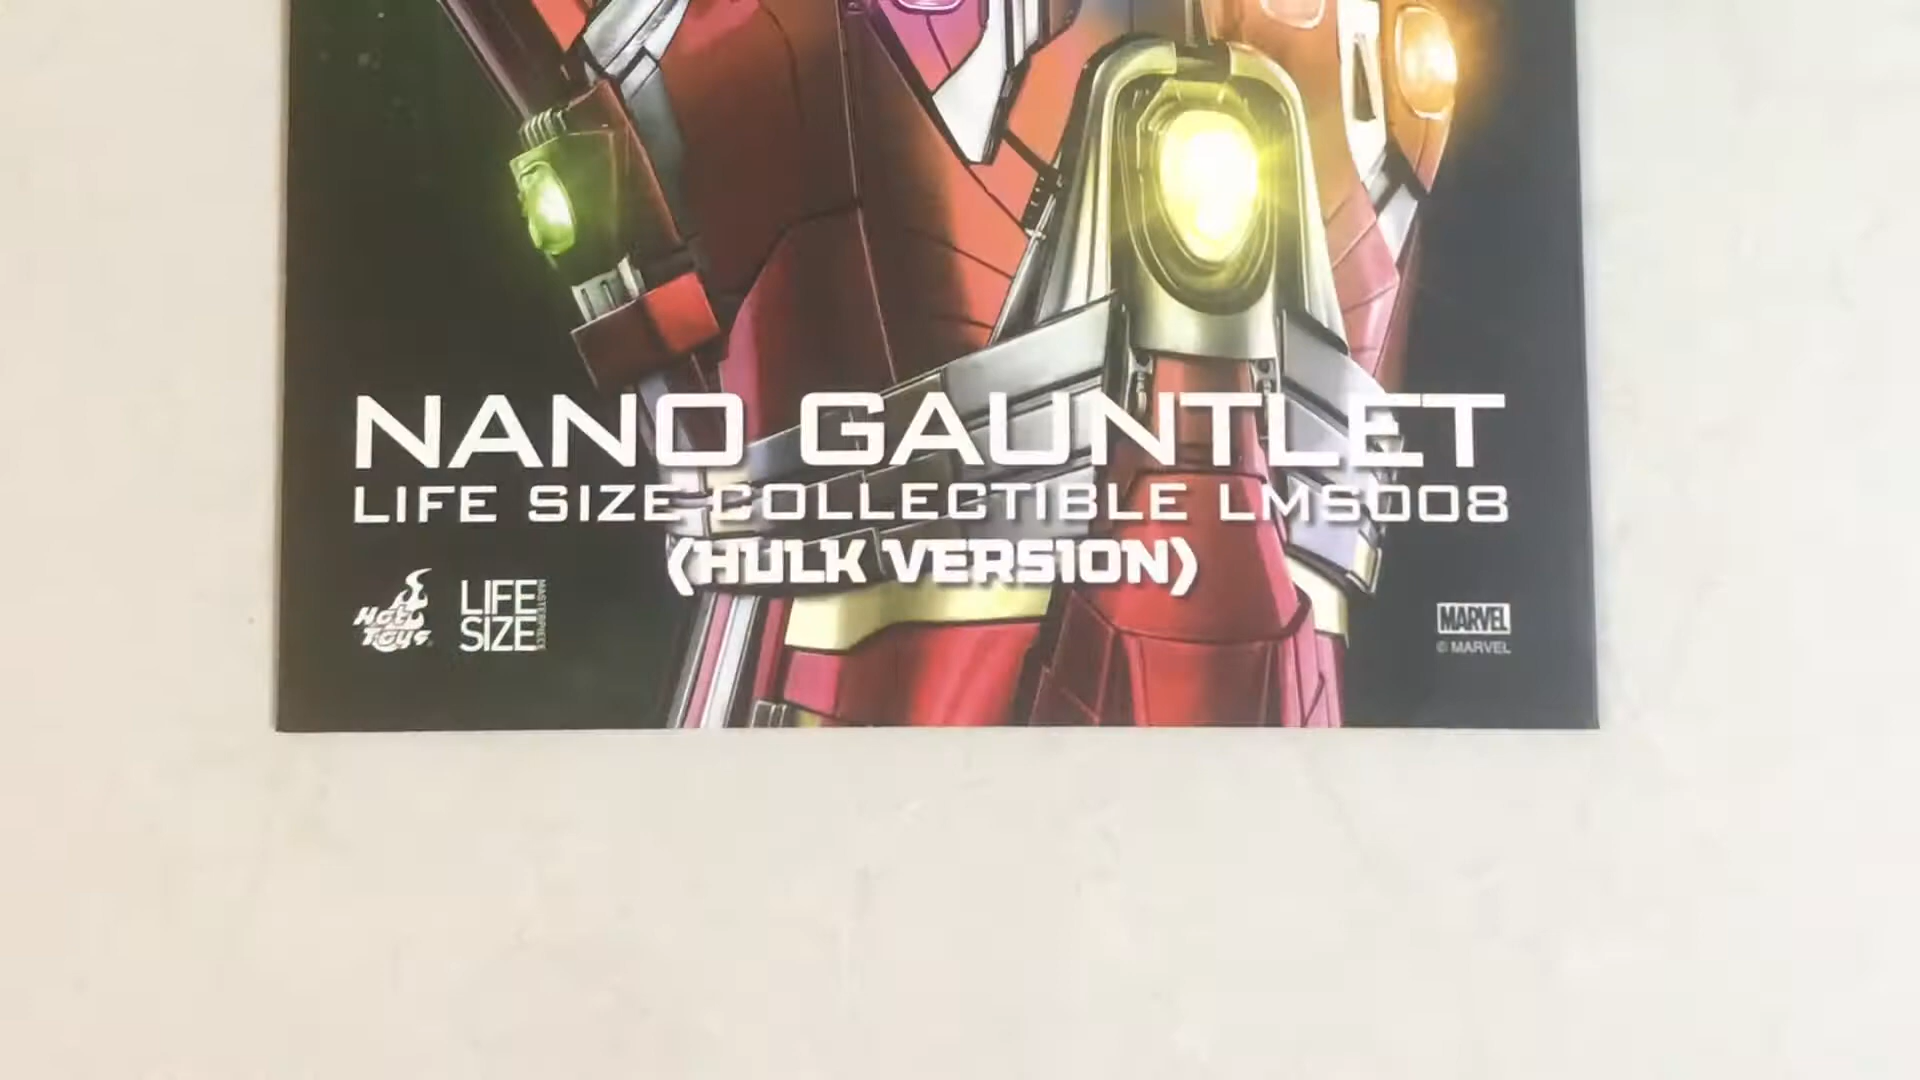 NANO GAUNTLET
LIFE SIZE COLLECTIBLE LMS008
(HULK VERSION)
Hot Toys
LIFE SIZE MASTERPIECE
MARVEL
© MARVEL